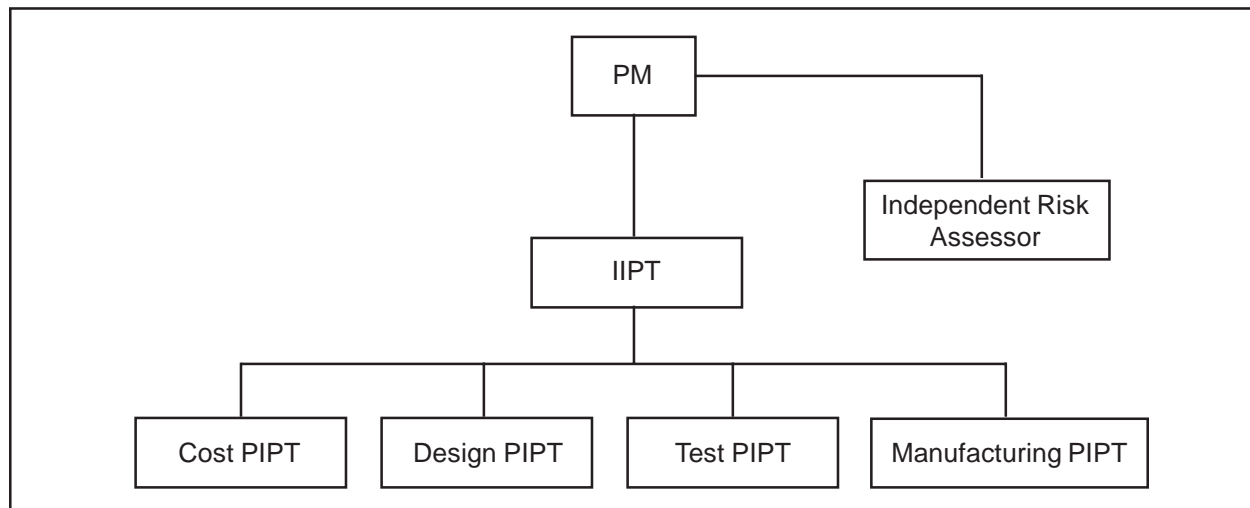 PM
Independent Risk
Assessor
IIPT
Cost PIPT
Design PIPT
Test PIPT
Manufacturing PIPT